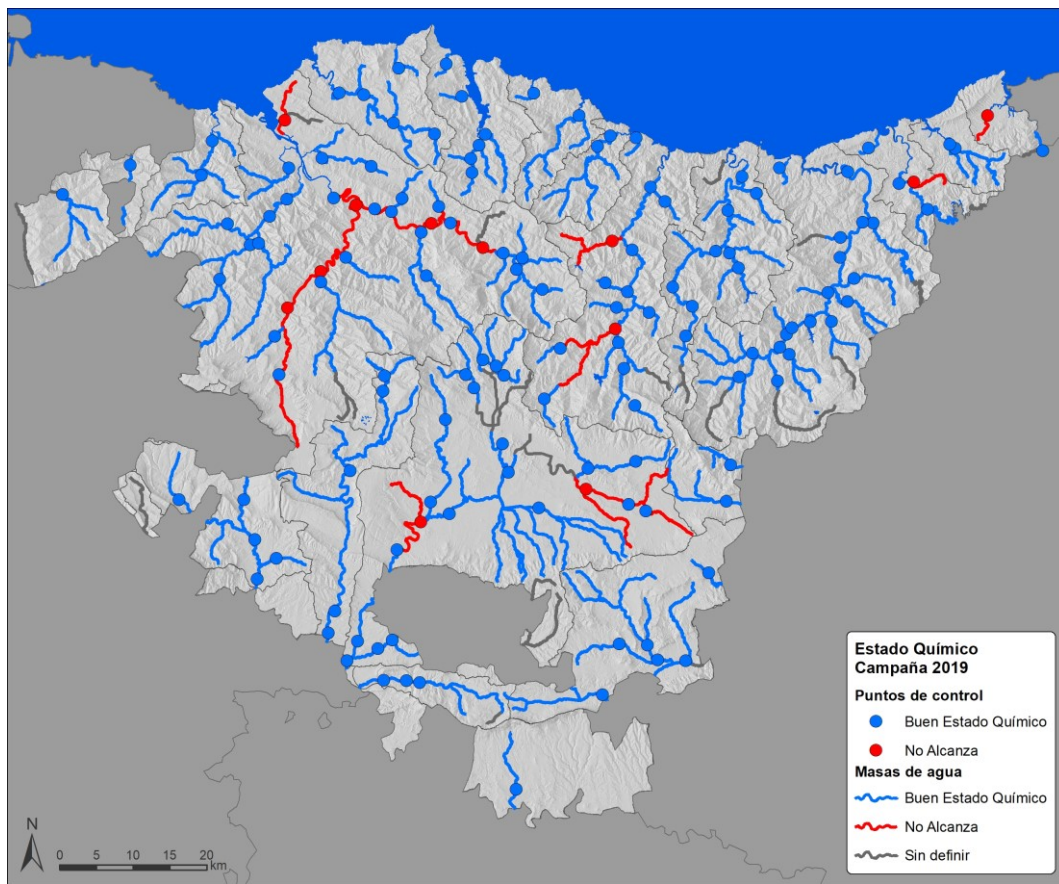 Estado Químico
Campaña 2019
Puntos de control
Buen Estado Químico
No Alcanza
Masas de agua
Buen Estado Químico
No Alcanza
Sin definir
N
0 5 10 15 20
km